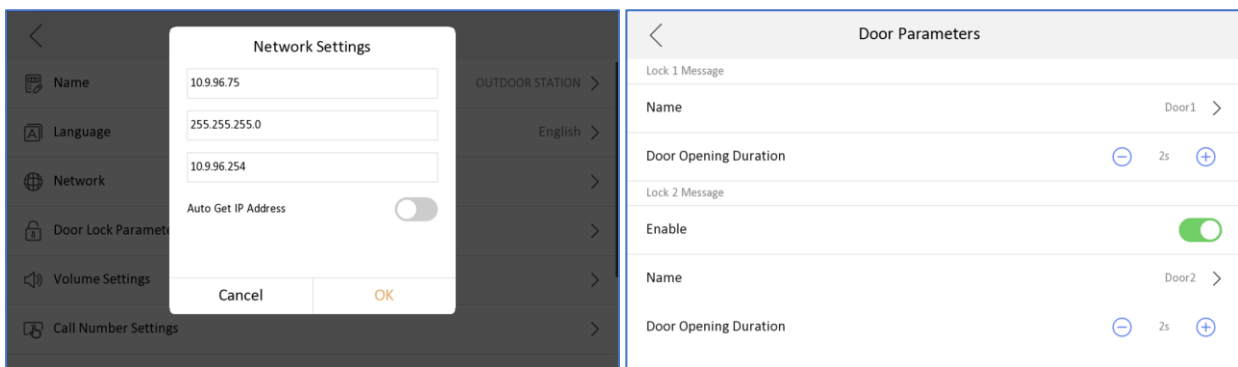 Network Settings
10.9.96.75
255.255.255.0
10.9.96.254
Auto Get IP Address
Cancel
OK
Name
OUTDOOR STATION
Language
English
Network
Door Lock Paramete
Volume Settings
Call Number Settings
Door Parameters
Lock 1 Message
Name
Door1
Door Opening Duration
2s
Lock 2 Message
Enable
Name
Door2
Door Opening Duration
2s